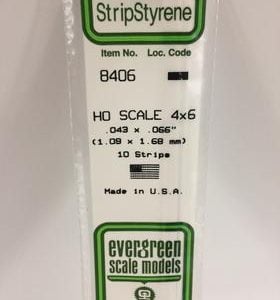 StripStyrene
Item No. Loc. Code
8406
HO SCALE 4x6
.043 x .066"
(1.09 x 1.68 mm)
10 Strips
Made in U.S.A.
evergreen
scale models